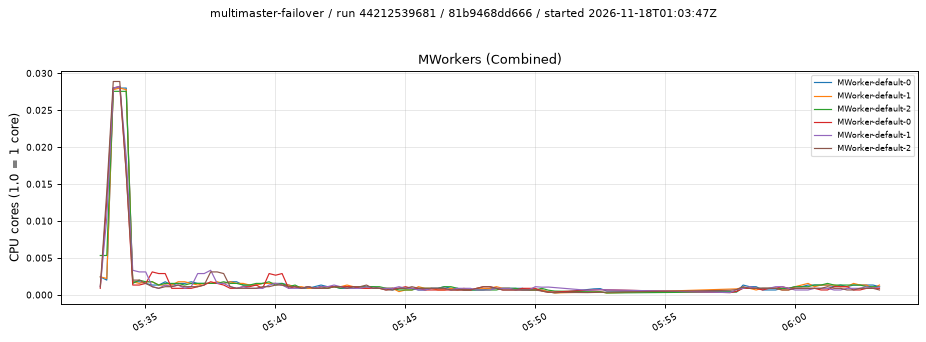 multimaster-failover / run 44212539681 / 81b9468dd666 / started 2026-11-18T01:03:47Z
MWorkers (Combined)
CPU cores (1.0 = 1 core)
0.030
0.025
0.020
0.015
0.010
0.005
0.000
MWorker-default-0
MWorker-default-1
MWorker-default-2
MWorker-default-0
MWorker-default-1
MWorker-default-2
05:35
05:40
05:45
05:50
05:55
06:00